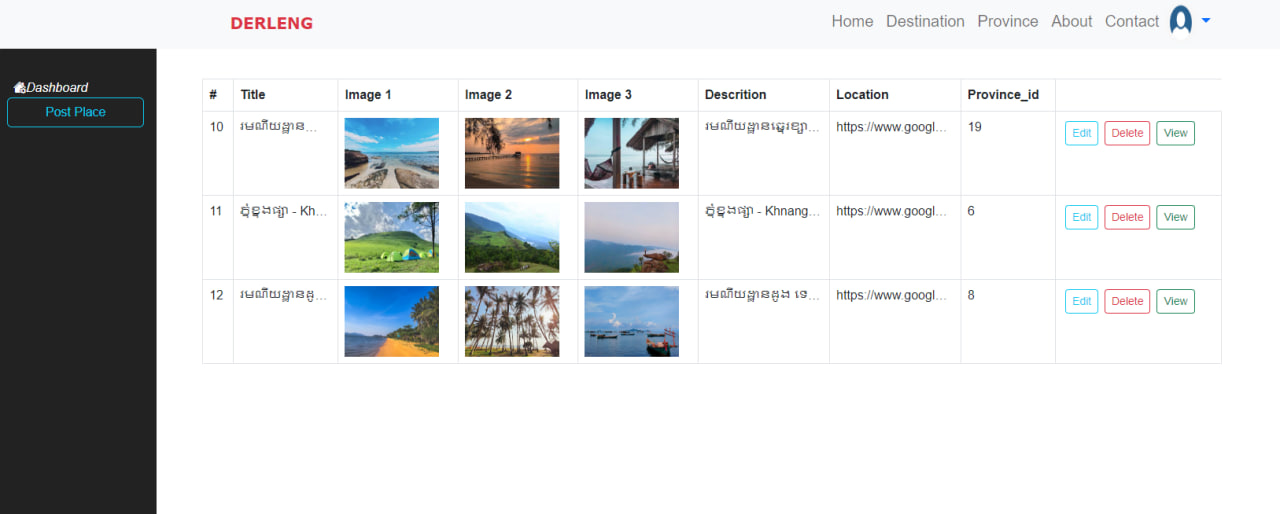 DERLENG
Home Destination Province About Contact
Dashboard
Post Place
# Title Image 1 Image 2 Image 3 Descrition Location Province_id
10 រមណីយដ្ឋាន... រមណីយដ្ឋានឆ្នេរខ្សា... https://www.googl... 19 Edit Delete View
11 ភ្នំខ្នងផ្សា - Kh... ភ្នំខ្នងផ្សា - Khnang... https://www.googl... 6 Edit Delete View
12 រមណីយដ្ឋានដូ... រមណីយដ្ឋានដូង ទេ... https://www.googl... 8 Edit Delete View